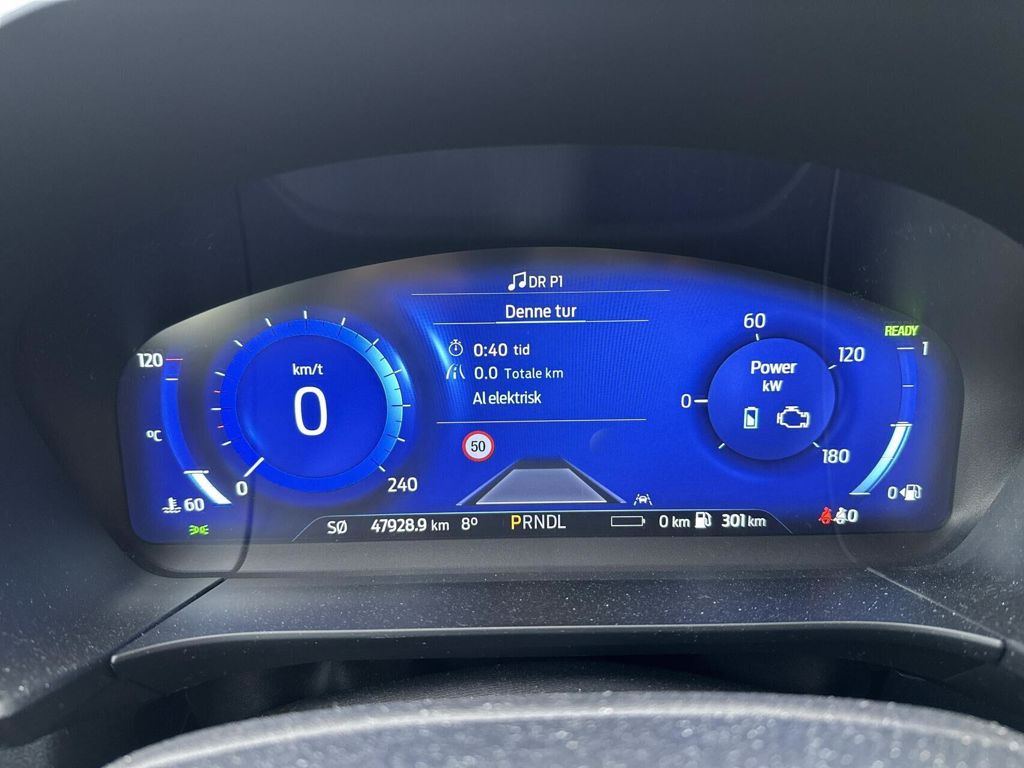 DR P1
Denne tur
0:40 tid
0.0 Totale km
Al elektrisk
50
120
°C
60
km/t
0
0
240
Power
kW
0
60
120
180
READY
1
0
0
SØ 47928.9 km 8° PRNDL 0 km 301 km